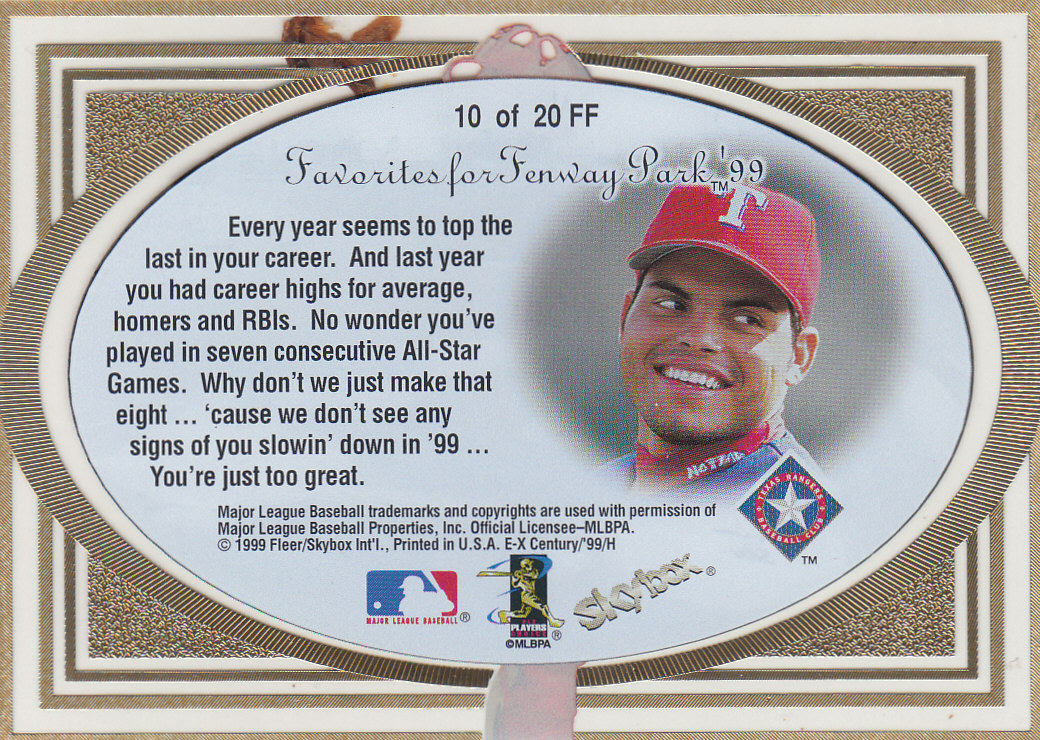 10 of 20 FF
Favorites for Fenway Park '99
TM
Every year seems to top the
last in your career. And last year
you had career highs for average,
homers and RBIs. No wonder you've
played in seven consecutive All-Star
Games. Why don't we just make that
eight ... 'cause we don't see any
signs of you slowin' down in '99 ...
You're just too great.
TEXAS RANGERS
BASEBALL CLUB
TM
Major League Baseball trademarks and copyrights are used with permission of
Major League Baseball Properties, Inc. Official Licensee–MLBPA.
© 1999 Fleer/Skybox Int'l., Printed in U.S.A. E-X Century/'99/H
MAJOR LEAGUE BASEBALL®
PLAYERS
CHOICE
®
©MLBPA
skybox®